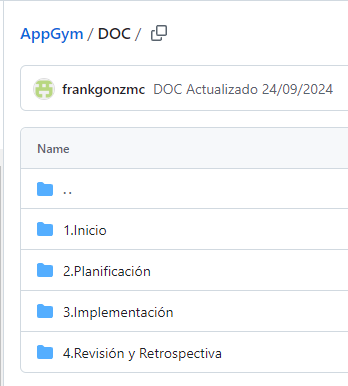 AppGym / DOC /
frankgonzmc DOC Actualizado 24/09/2024
Name
..
1.Inicio
2.Planificación
3.Implementación
4.Revisión y Retrospectiva